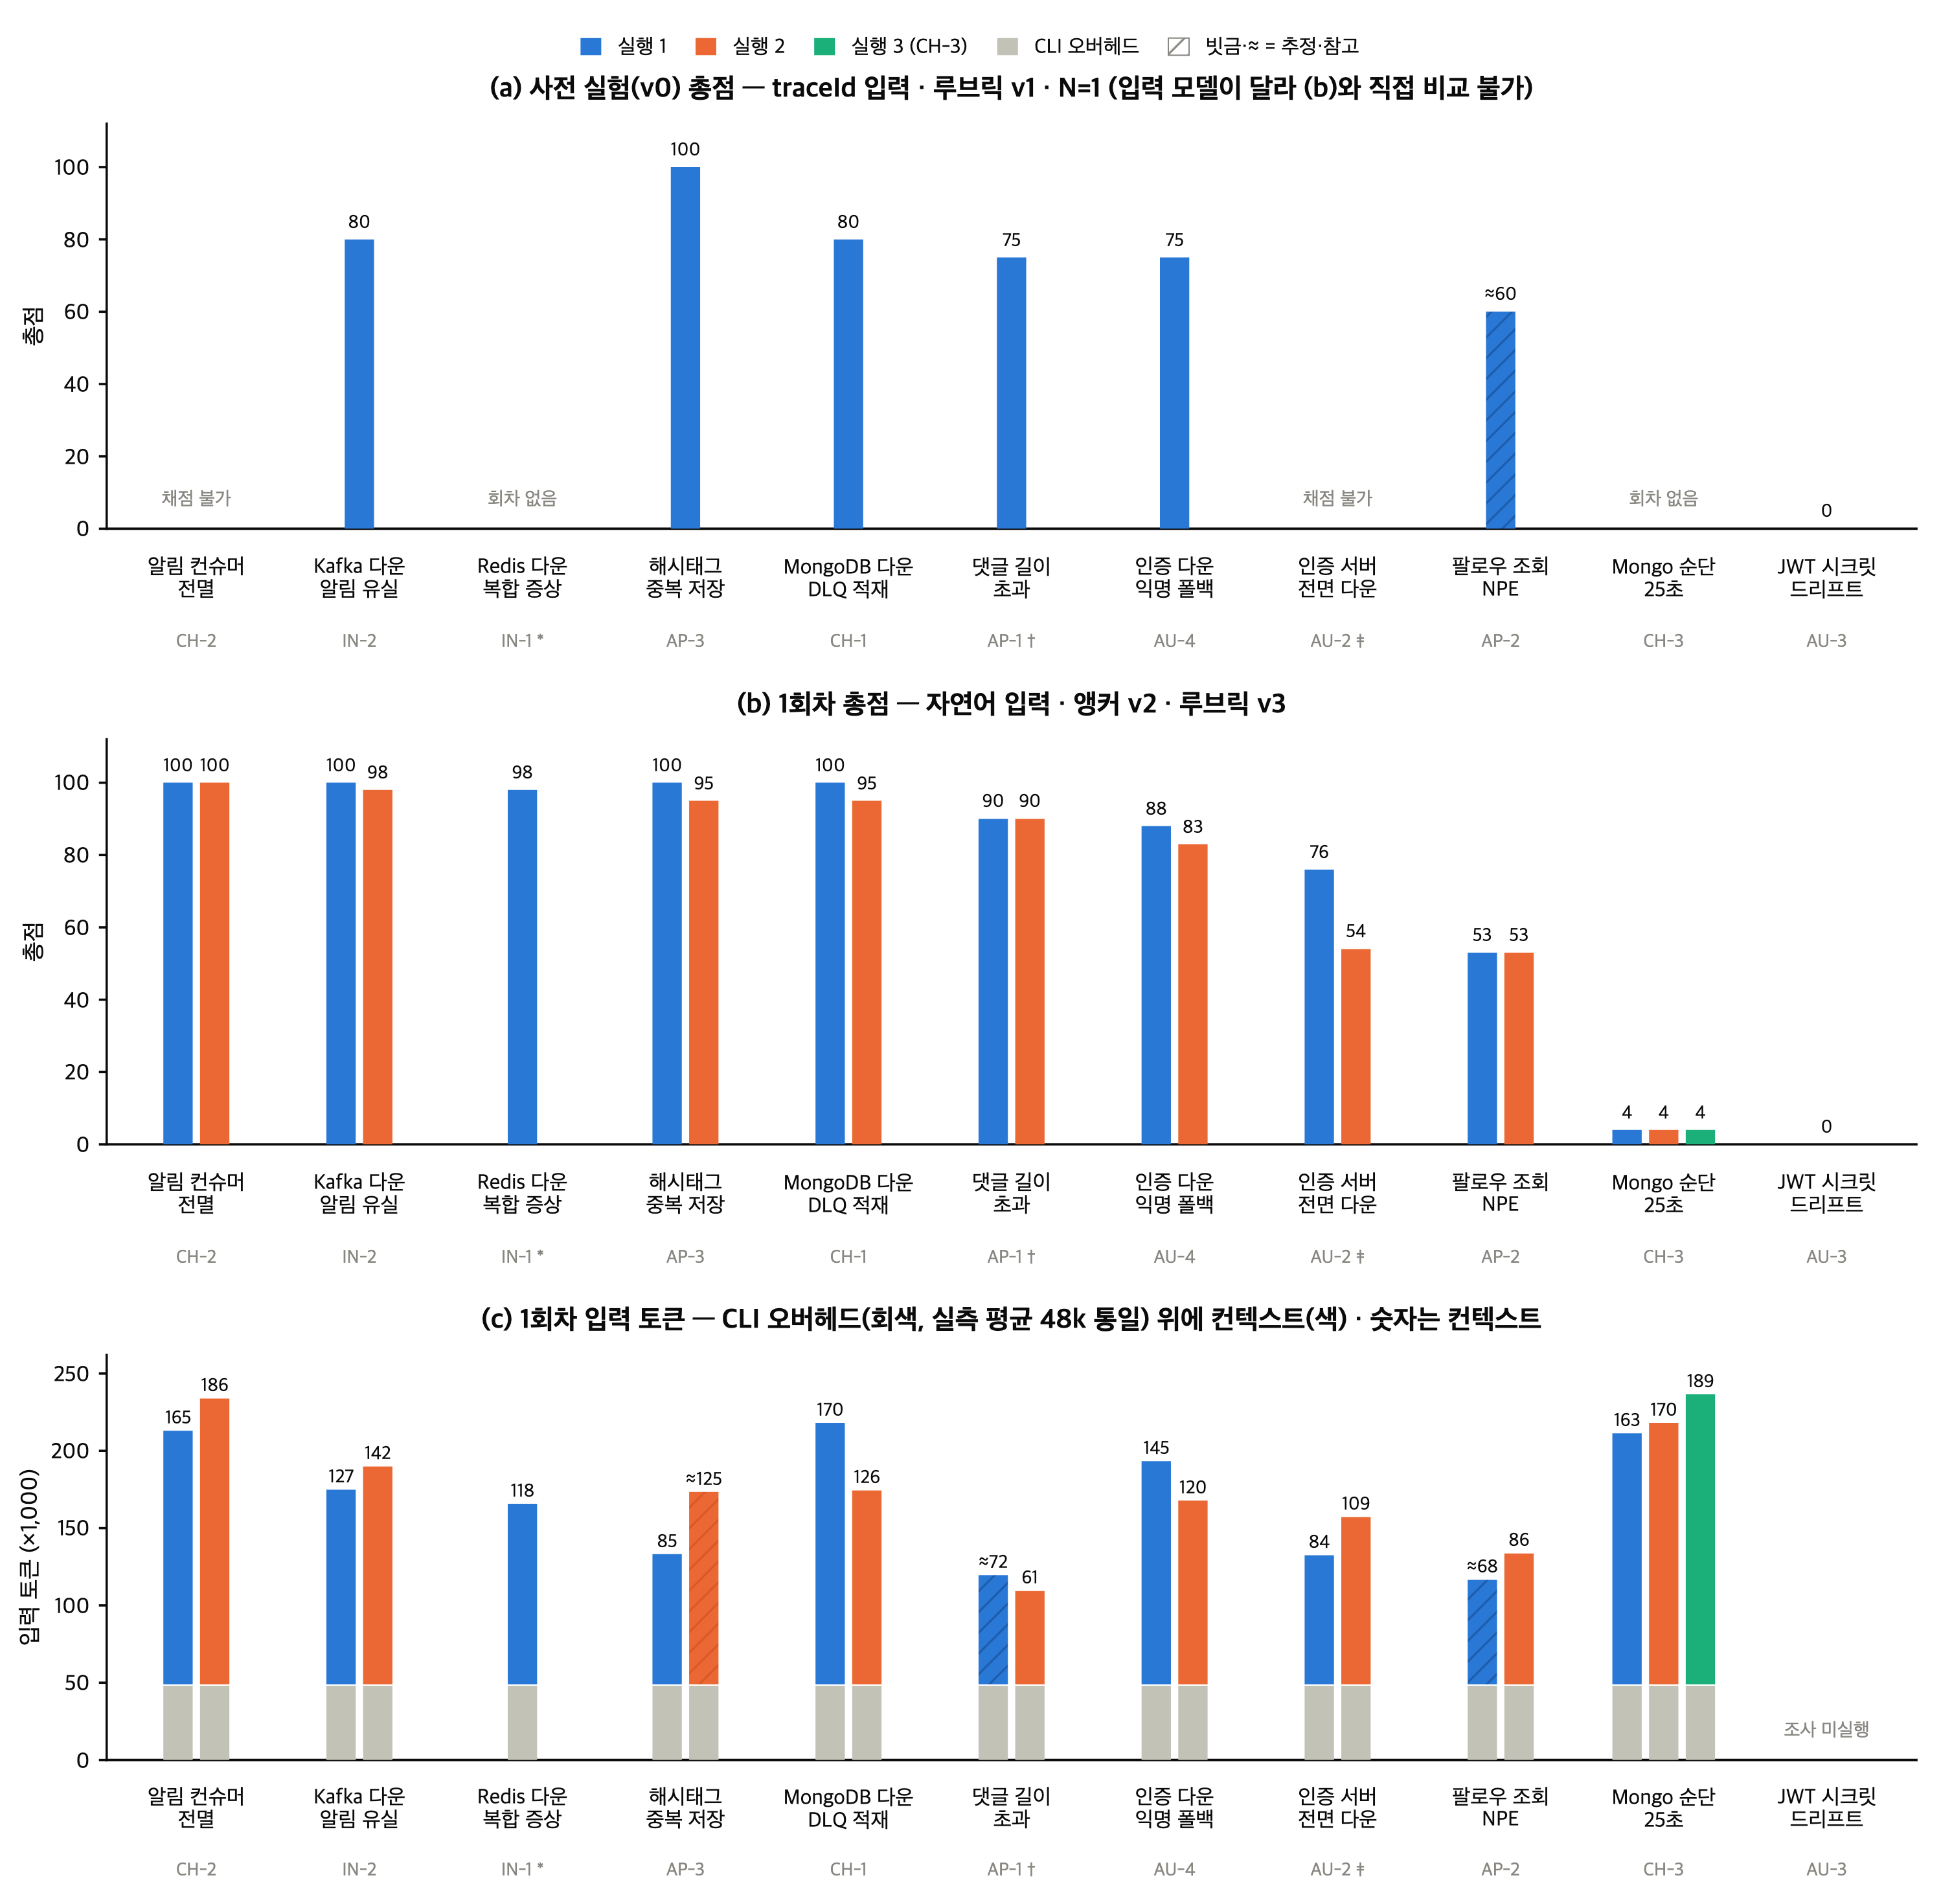 실행 1 실행 2 실행 3 (CH-3) CLI 오버헤드 빗금·≈ = 추정·참고
(a) 사전 실험(v0) 총점 — traceId 입력 · 루브릭 v1 · N=1 (입력 모델이 달라 (b)와 직접 비교 불가)
총점
100
80
60
40
20
0
채점 불가
80
회차 없음
100
80
75
75
채점 불가
≈60
회차 없음
0
알림 컨슈머 Kafka 다운 Redis 다운 해시태그 MongoDB 다운 댓글 길이 인증 다운 인증 서버 팔로우 조회 Mongo 순단 JWT 시크릿
전멸 알림 유실 복합 증상 중복 저장 DLQ 적재 초과 익명 폴백 전면 다운 NPE 25초 드리프트
CH-2 IN-2 IN-1 * AP-3 CH-1 AP-1 † AU-4 AU-2 ‡ AP-2 CH-3 AU-3
(b) 1회차 총점 — 자연어 입력 · 앵커 v2 · 루브릭 v3
총점
100
80
60
40
20
0
100 100
100 98
98
100 95
100 95
90 90
88 83
76 54
53 53
4 4 4
0
알림 컨슈머 Kafka 다운 Redis 다운 해시태그 MongoDB 다운 댓글 길이 인증 다운 인증 서버 팔로우 조회 Mongo 순단 JWT 시크릿
전멸 알림 유실 복합 증상 중복 저장 DLQ 적재 초과 익명 폴백 전면 다운 NPE 25초 드리프트
CH-2 IN-2 IN-1 * AP-3 CH-1 AP-1 † AU-4 AU-2 ‡ AP-2 CH-3 AU-3
(c) 1회차 입력 토큰 — CLI 오버헤드(회색, 실측 평균 48k 통일) 위에 컨텍스트(색) · 숫자는 컨텍스트
입력 토큰 (×1,000)
250
200
150
100
50
0
165 186
127 142
118
85 ≈125
170 126
≈72 61
145 120
84 109
≈68 86
163 170 189
조사 미실행
알림 컨슈머 Kafka 다운 Redis 다운 해시태그 MongoDB 다운 댓글 길이 인증 다운 인증 서버 팔로우 조회 Mongo 순단 JWT 시크릿
전멸 알림 유실 복합 증상 중복 저장 DLQ 적재 초과 익명 폴백 전면 다운 NPE 25초 드리프트
CH-2 IN-2 IN-1 * AP-3 CH-1 AP-1 † AU-4 AU-2 ‡ AP-2 CH-3 AU-3